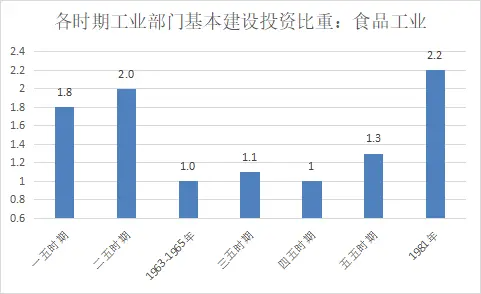 各时期工业部门基本建设投资比重：食品工业
2.4
2.2
2
1.8
1.6
1.4
1.2
1
0.8
0.6
1.8
2.0
1.0
1.1
1
1.3
2.2
一五时期
二五时期
1963-1965年
三五时期
四五时期
五五时期
1981年